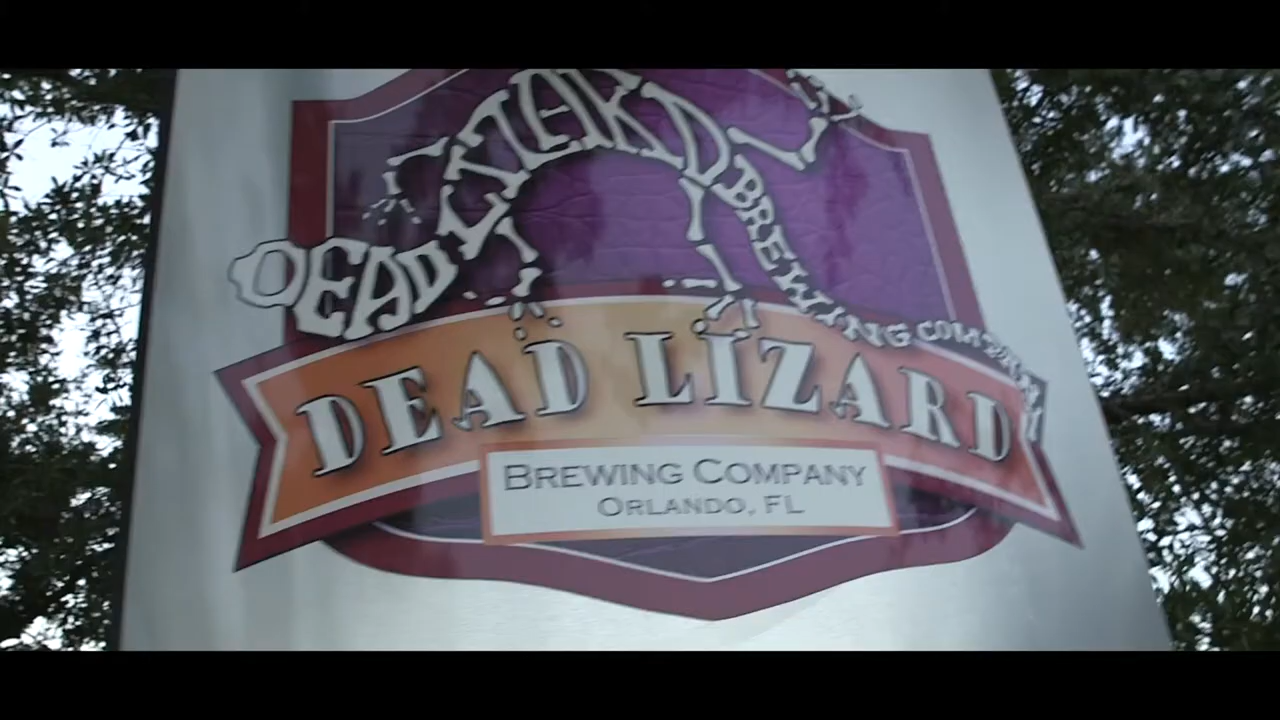 DEAD LIZARD BREWING COMPANY
DEAD LIZARD
BREWING COMPANY
ORLANDO, FL